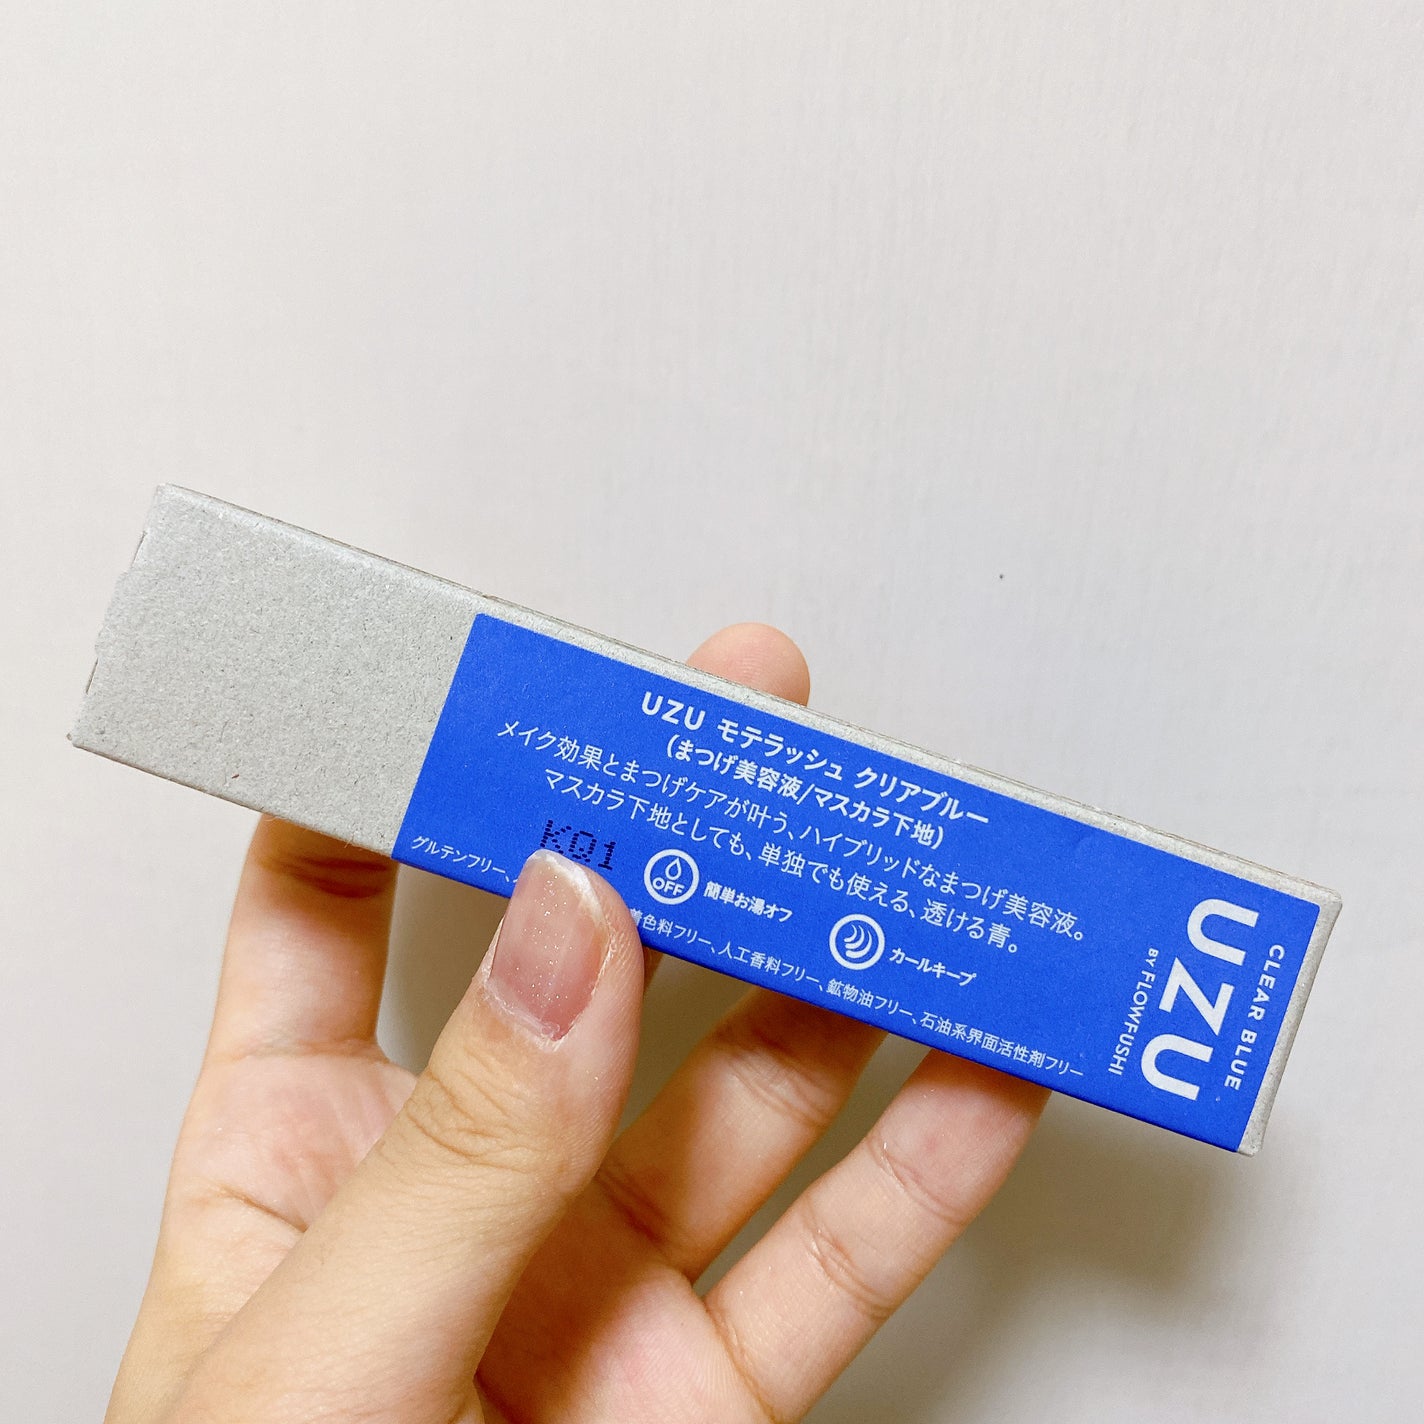 UZU モテラッシュ クリアブルー
(まつげ美容液/マスカラ下地)
メイク効果とまつげケアが叶う、ハイブリッドなまつげ美容液。
マスカラ下地としても、単独でも使える、透ける青。
KQ1
OFF 簡単お湯オフ
カールキープ
グルテンフリー、
着色料フリー、人工香料フリー、鉱物油フリー、石油系界面活性剤フリー
CLEAR BLUE
UZU
BY FLOWFUSHI